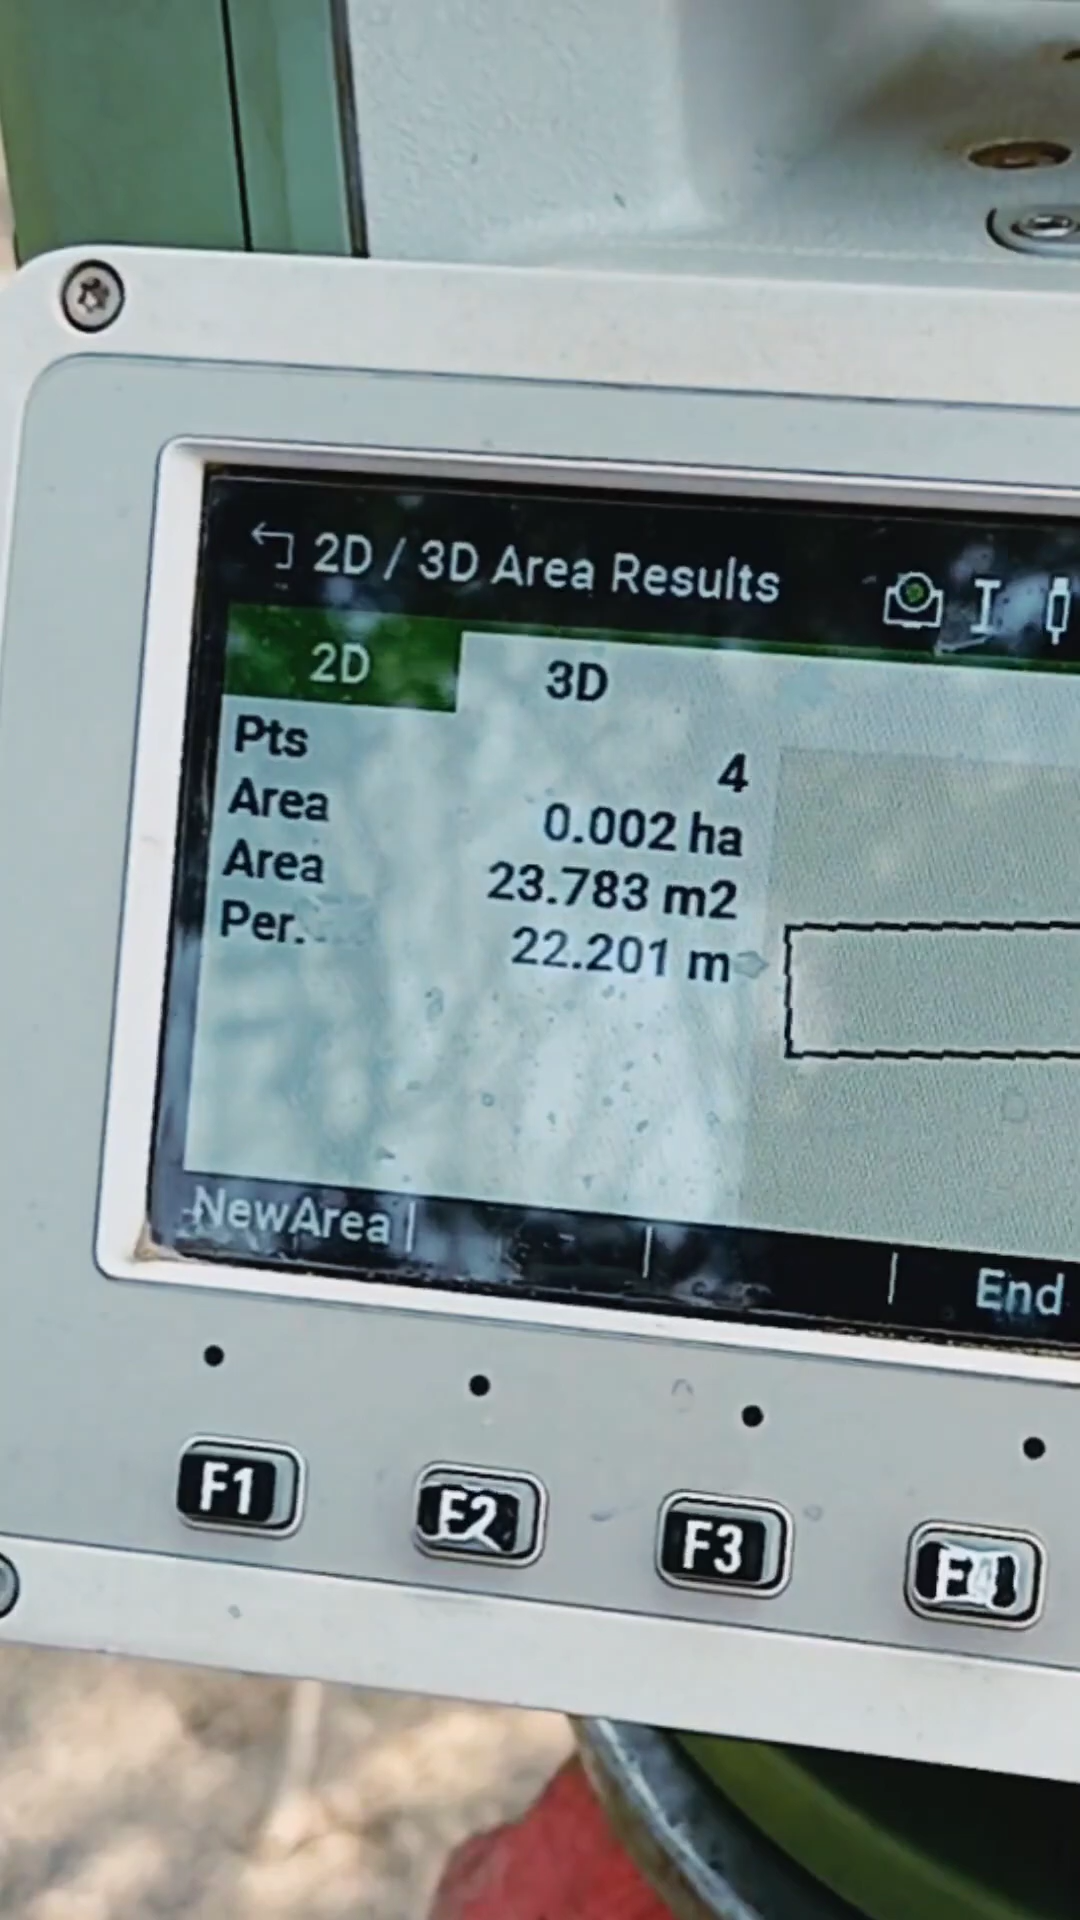 2D / 3D Area Results
2D 3D
Pts 4
Area 0.002 ha
Area 23.783 m2
Per. 22.201 m
NewArea End
F1 F2 F3 F4